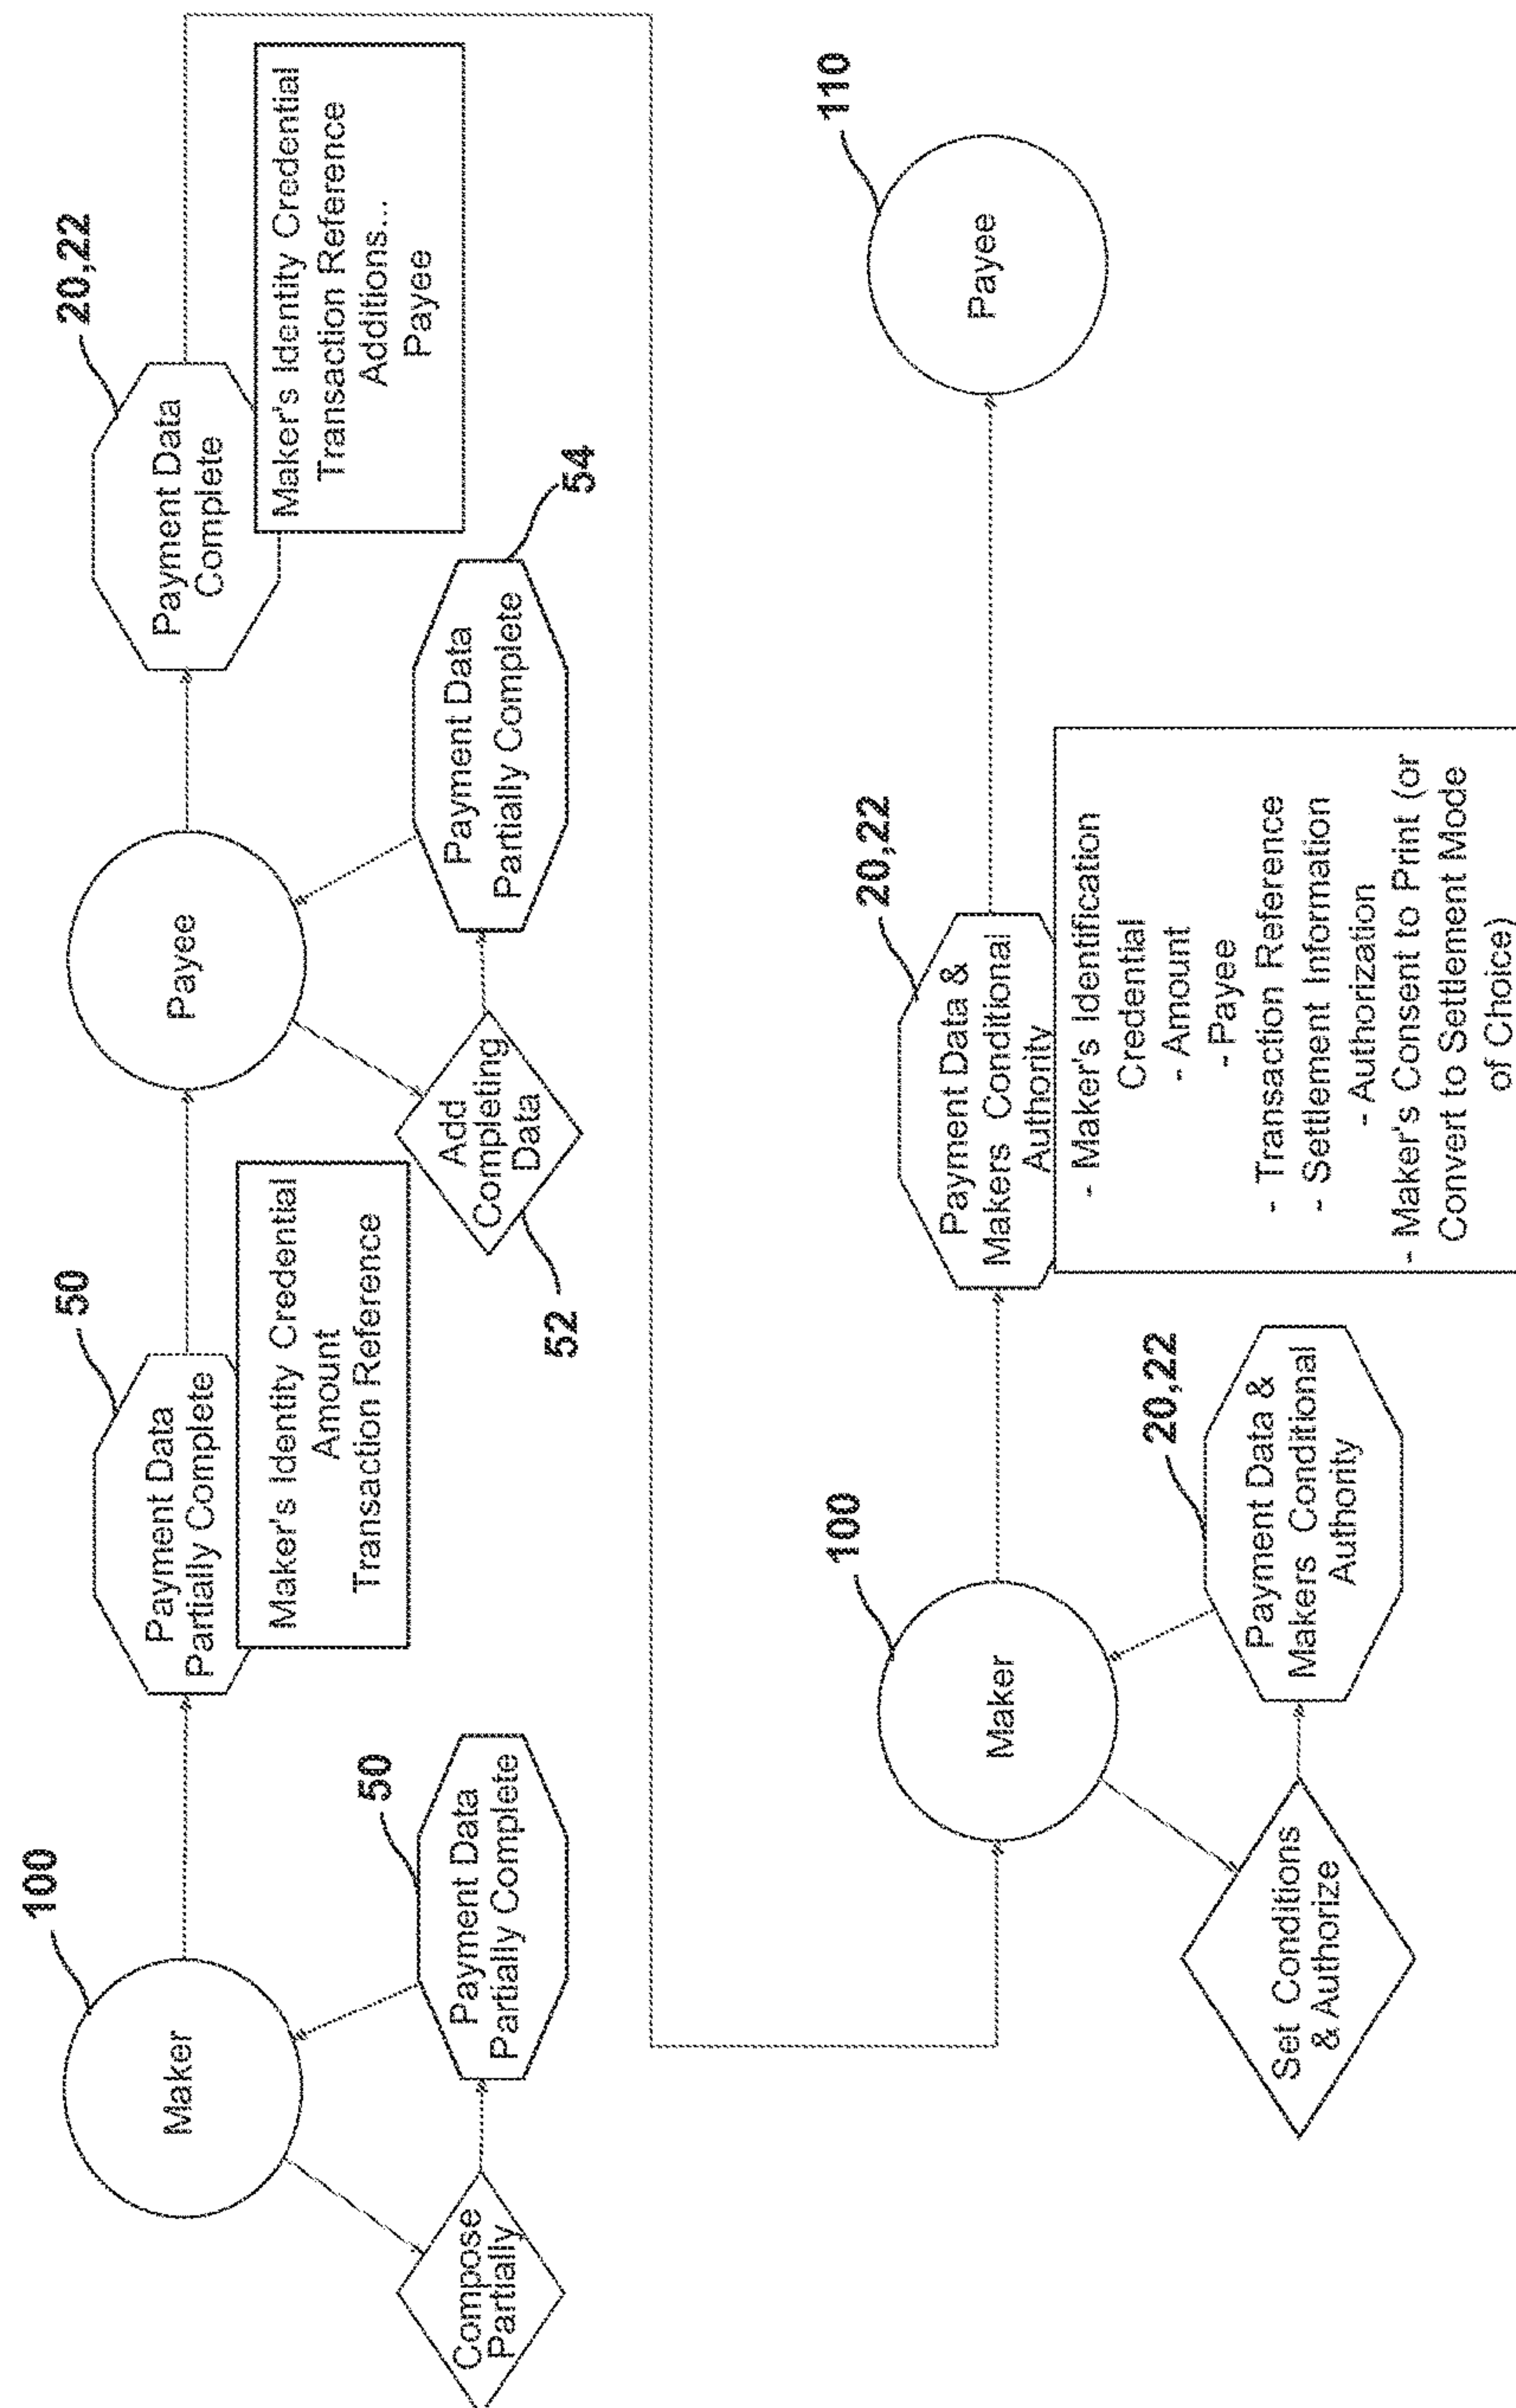 100
Maker
Compose
Partially
50
Payment Data
Partially Complete
50
Payment Data
Partially Complete
Maker's Identity Credential
Amount
Transaction Reference
Payee
Add
Completing
Data
52
Payment Data
Partially Complete
54
20,22
Payment Data
Complete
Maker's Identity Credential
Transaction Reference
Additions...
Payee
100
Maker
Set Conditions
& Authorize
20,22
Payment Data &
Makers Conditional
Authority
20,22
Payment Data &
Makers Conditional
Authority
- Maker's Identification
Credential
- Amount
- Payee
- Transaction Reference
- Settlement Information
- Authorization
- Maker's Consent to Print (or
Convert to Settlement Mode
of Choice)
110
Payee